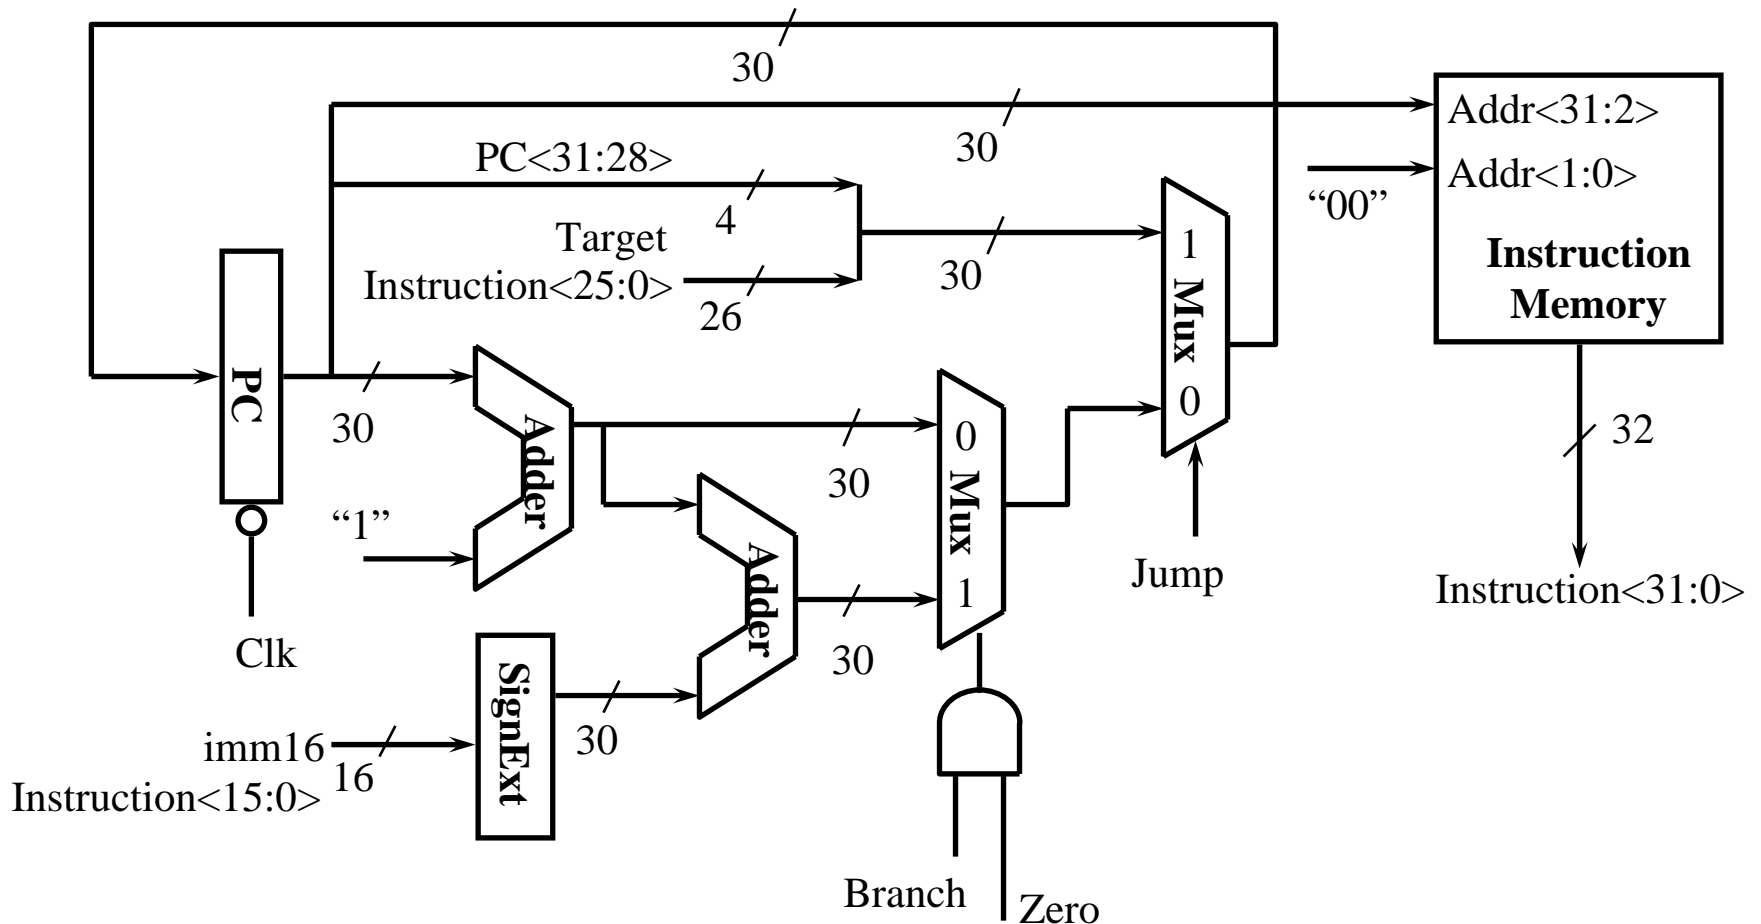 30
Addr<31:2>
30
PC<31:28>
Addr<1:0>
“00”
4
Target
Instruction<25:0>
26
30
1
Mux
0
Instruction
Memory
PC
30
Adder
“1”
30
0
Mux
1
32
Adder
Jump
Instruction<31:0>
Clk
30
SignExt
30
imm16
16
Instruction<15:0>
Branch
Zero